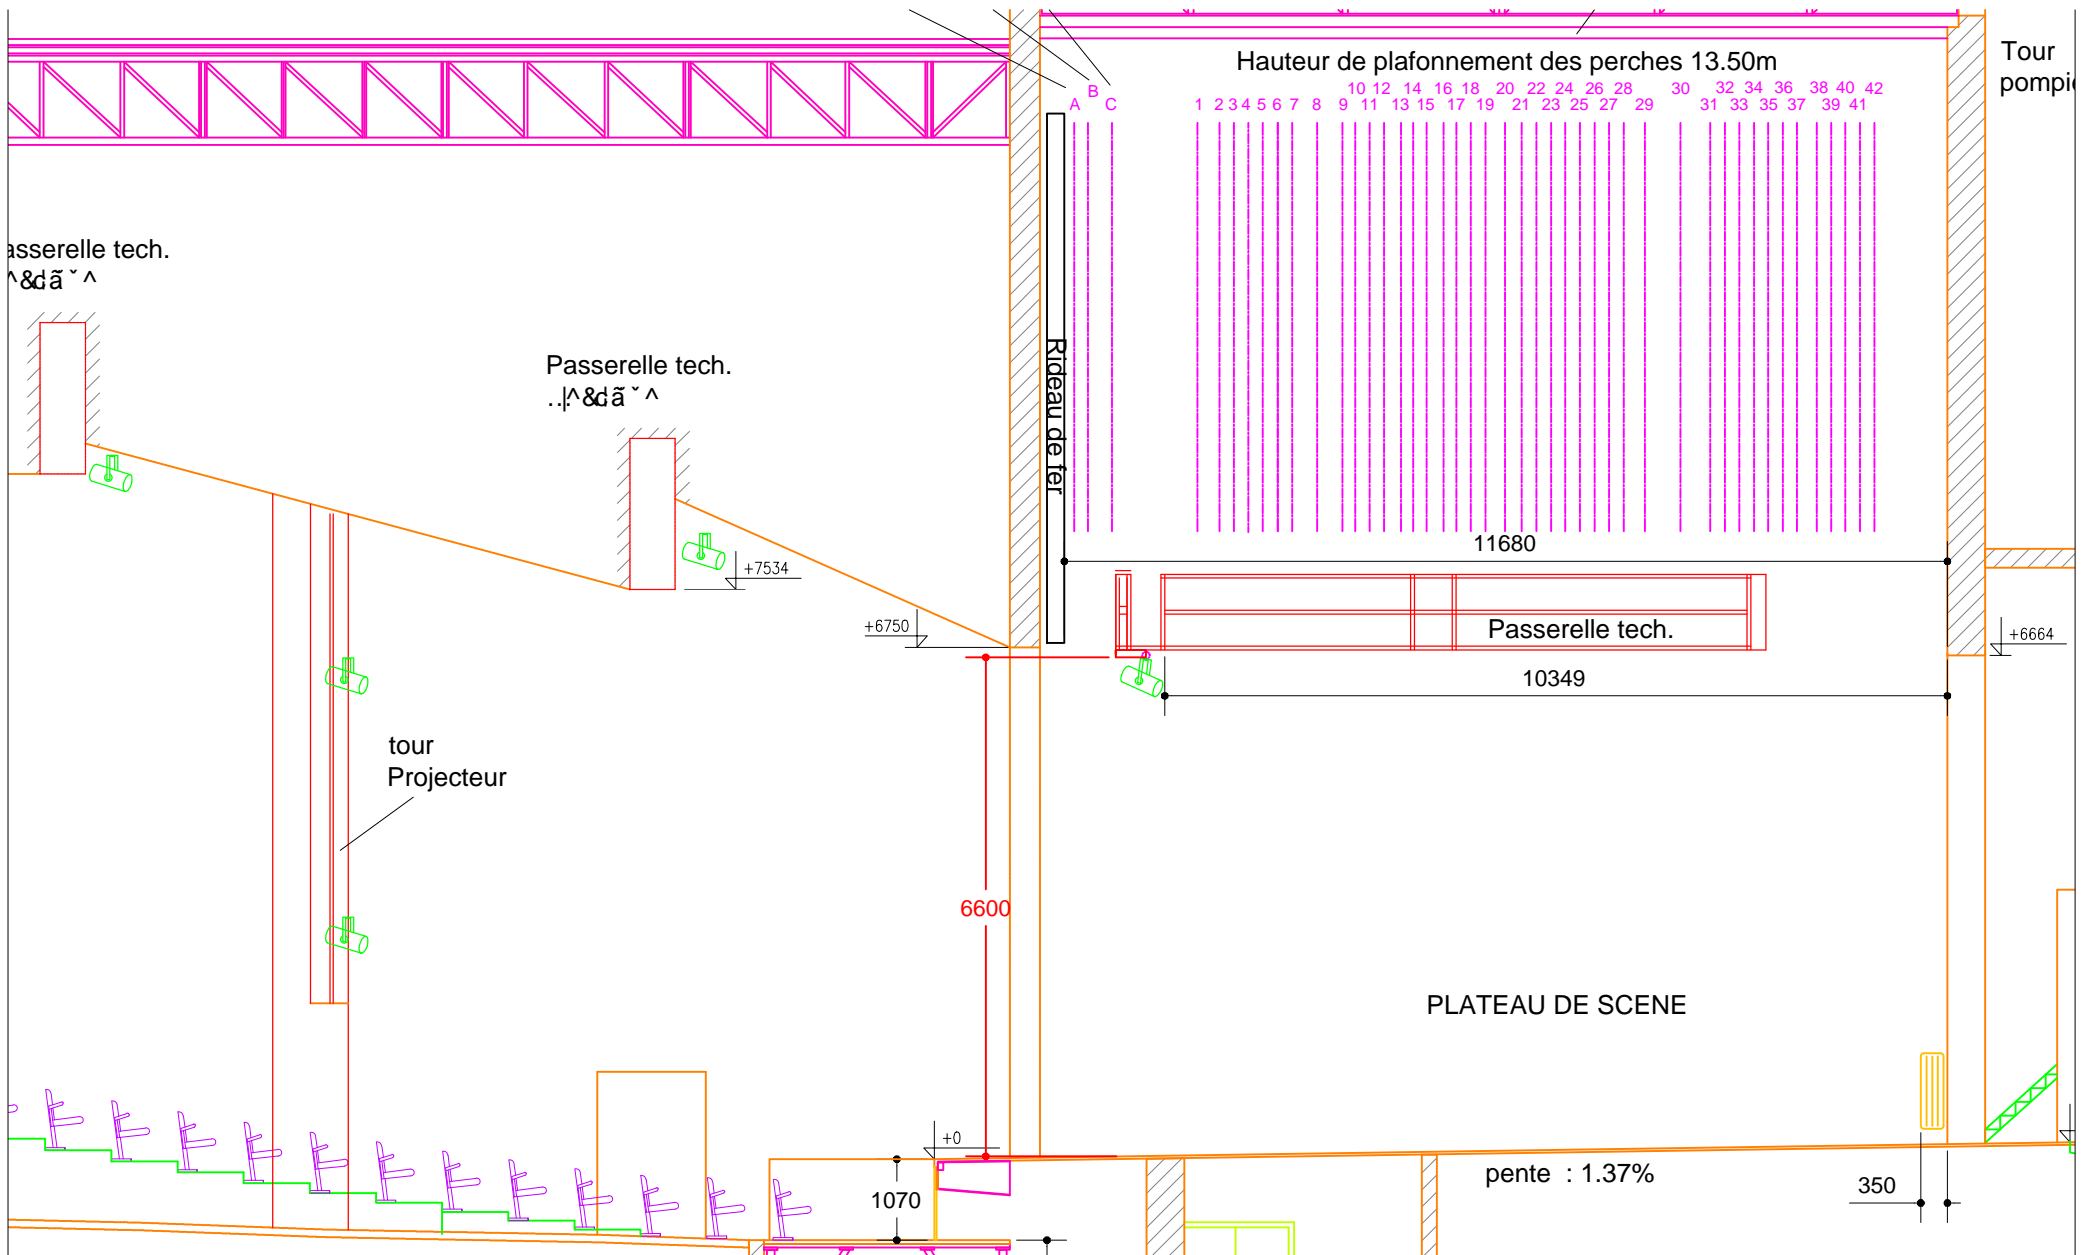 Hauteur de plafonnement des perches 13.50m
Tour
A B C
1 2 3 4 5 6 7 8 9 10 11 12 13 14 15 16 17 18 19 20 21 22 23 24 25 26 27 28 29 30 31 32 33 34 35 36 37 38 39 40 41 42
asserelle tech.
Passerelle tech.
Rideau de fer
11680
+7534
+6750
Passerelle tech.
+6664
10349
tour
Projecteur
6600
PLATEAU DE SCENE
+0
pente : 1.37%
1070
350